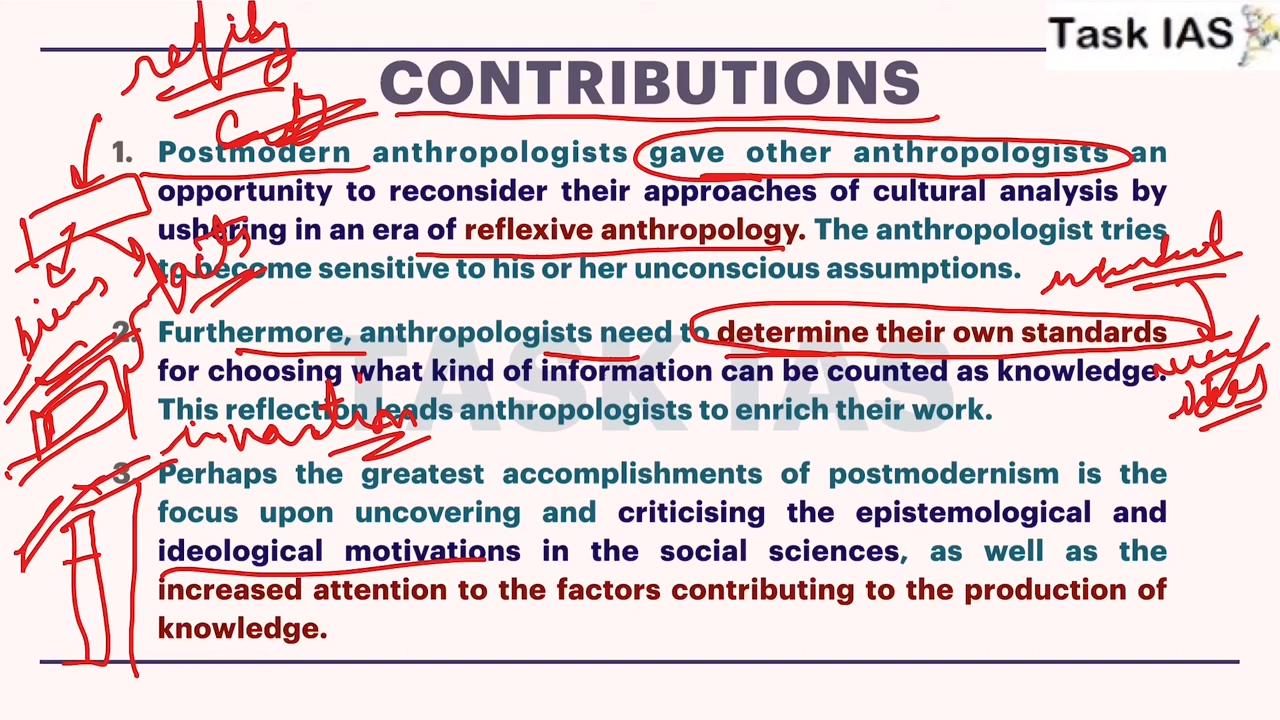 Task IAS
CONTRIBUTIONS
1. Postmodern anthropologists gave other anthropologists an
opportunity to reconsider their approaches of cultural analysis by
ushering in an era of reflexive anthropology. The anthropologist tries
to become sensitive to his or her unconscious assumptions.
2. Furthermore, anthropologists need to determine their own standards
for choosing what kind of information can be counted as knowledge.
This reflection leads anthropologists to enrich their work.
3. Perhaps the greatest accomplishments of postmodernism is the
focus upon uncovering and criticising the epistemological and
ideological motivations in the social sciences, as well as the
increased attention to the factors contributing to the production of
knowledge.
TASK IAS
new
ideas